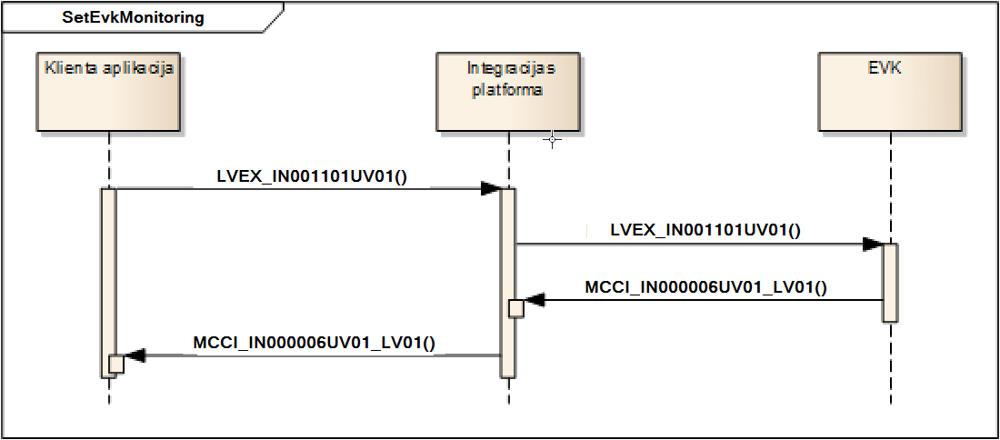 SetEvkMonitoring
Klienta aplikacija
Integracijas
platforma
EVK
LVEX_IN001101UV01()
LVEX_IN001101UV01()
MCCI_IN000006UV01_LV01()
MCCI_IN000006UV01_LV01()